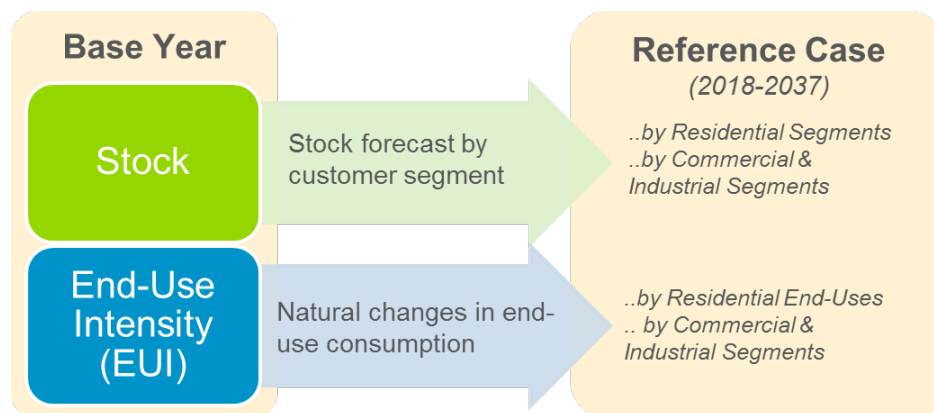 Base Year
Stock
Stock forecast by
customer segment
End-Use
Intensity
(EUI)
Natural changes in end-
use consumption
Reference Case
(2018-2037)
..by Residential Segments
..by Commercial &
Industrial Segments
..by Residential End-Uses
.. by Commercial &
Industrial Segments